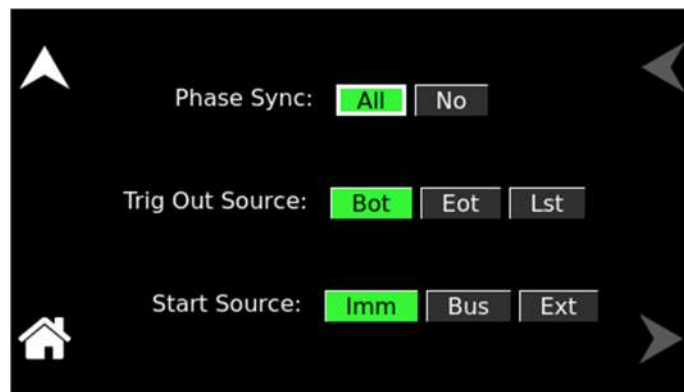 Phase Sync: All No
Trig Out Source: Bot Eot Lst
Start Source: Imm Bus Ext